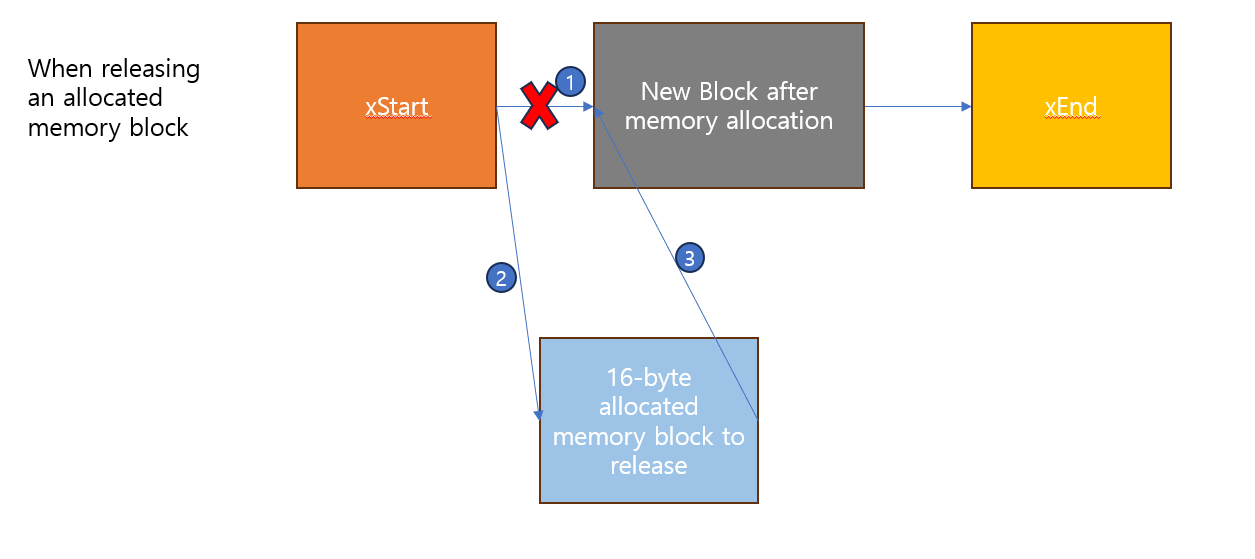 When releasing
an allocated
memory block
xStart
1
New Block after
memory allocation
xEnd
2
3
16-byte
allocated
memory block to
release